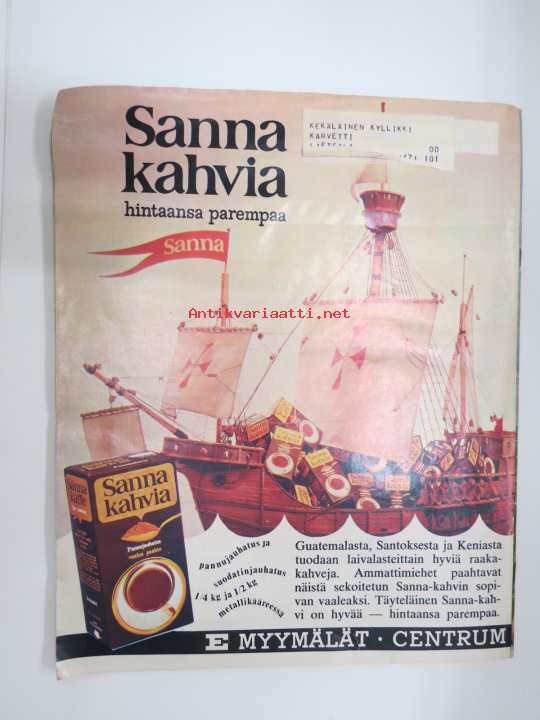 Sanna
kahvia
hintaansa parempaa
KEKÄLÄINEN KYLLIKKI
KARVETTI
00
101
Sanna
Antikvariaatti.net
Sanna
kahvia
Pannujauhatus
pannujauhatus ja
suodatinjauhatus
1/4 kg ja 1/2 kg
metallikääreessä
Guatemalasta, Santoksesta ja Keniasta
tuodaan laivalasteittain hyviä raaka-
kahveja. Ammattimiehet paahtavat
näistä sekoitetun Sanna-kahvin sopi-
van vaaleaksi. Täyteläinen Sanna-kah-
vi on hyvää — hintaansa parempaa.
E MYYMÄLÄT · CENTRUM